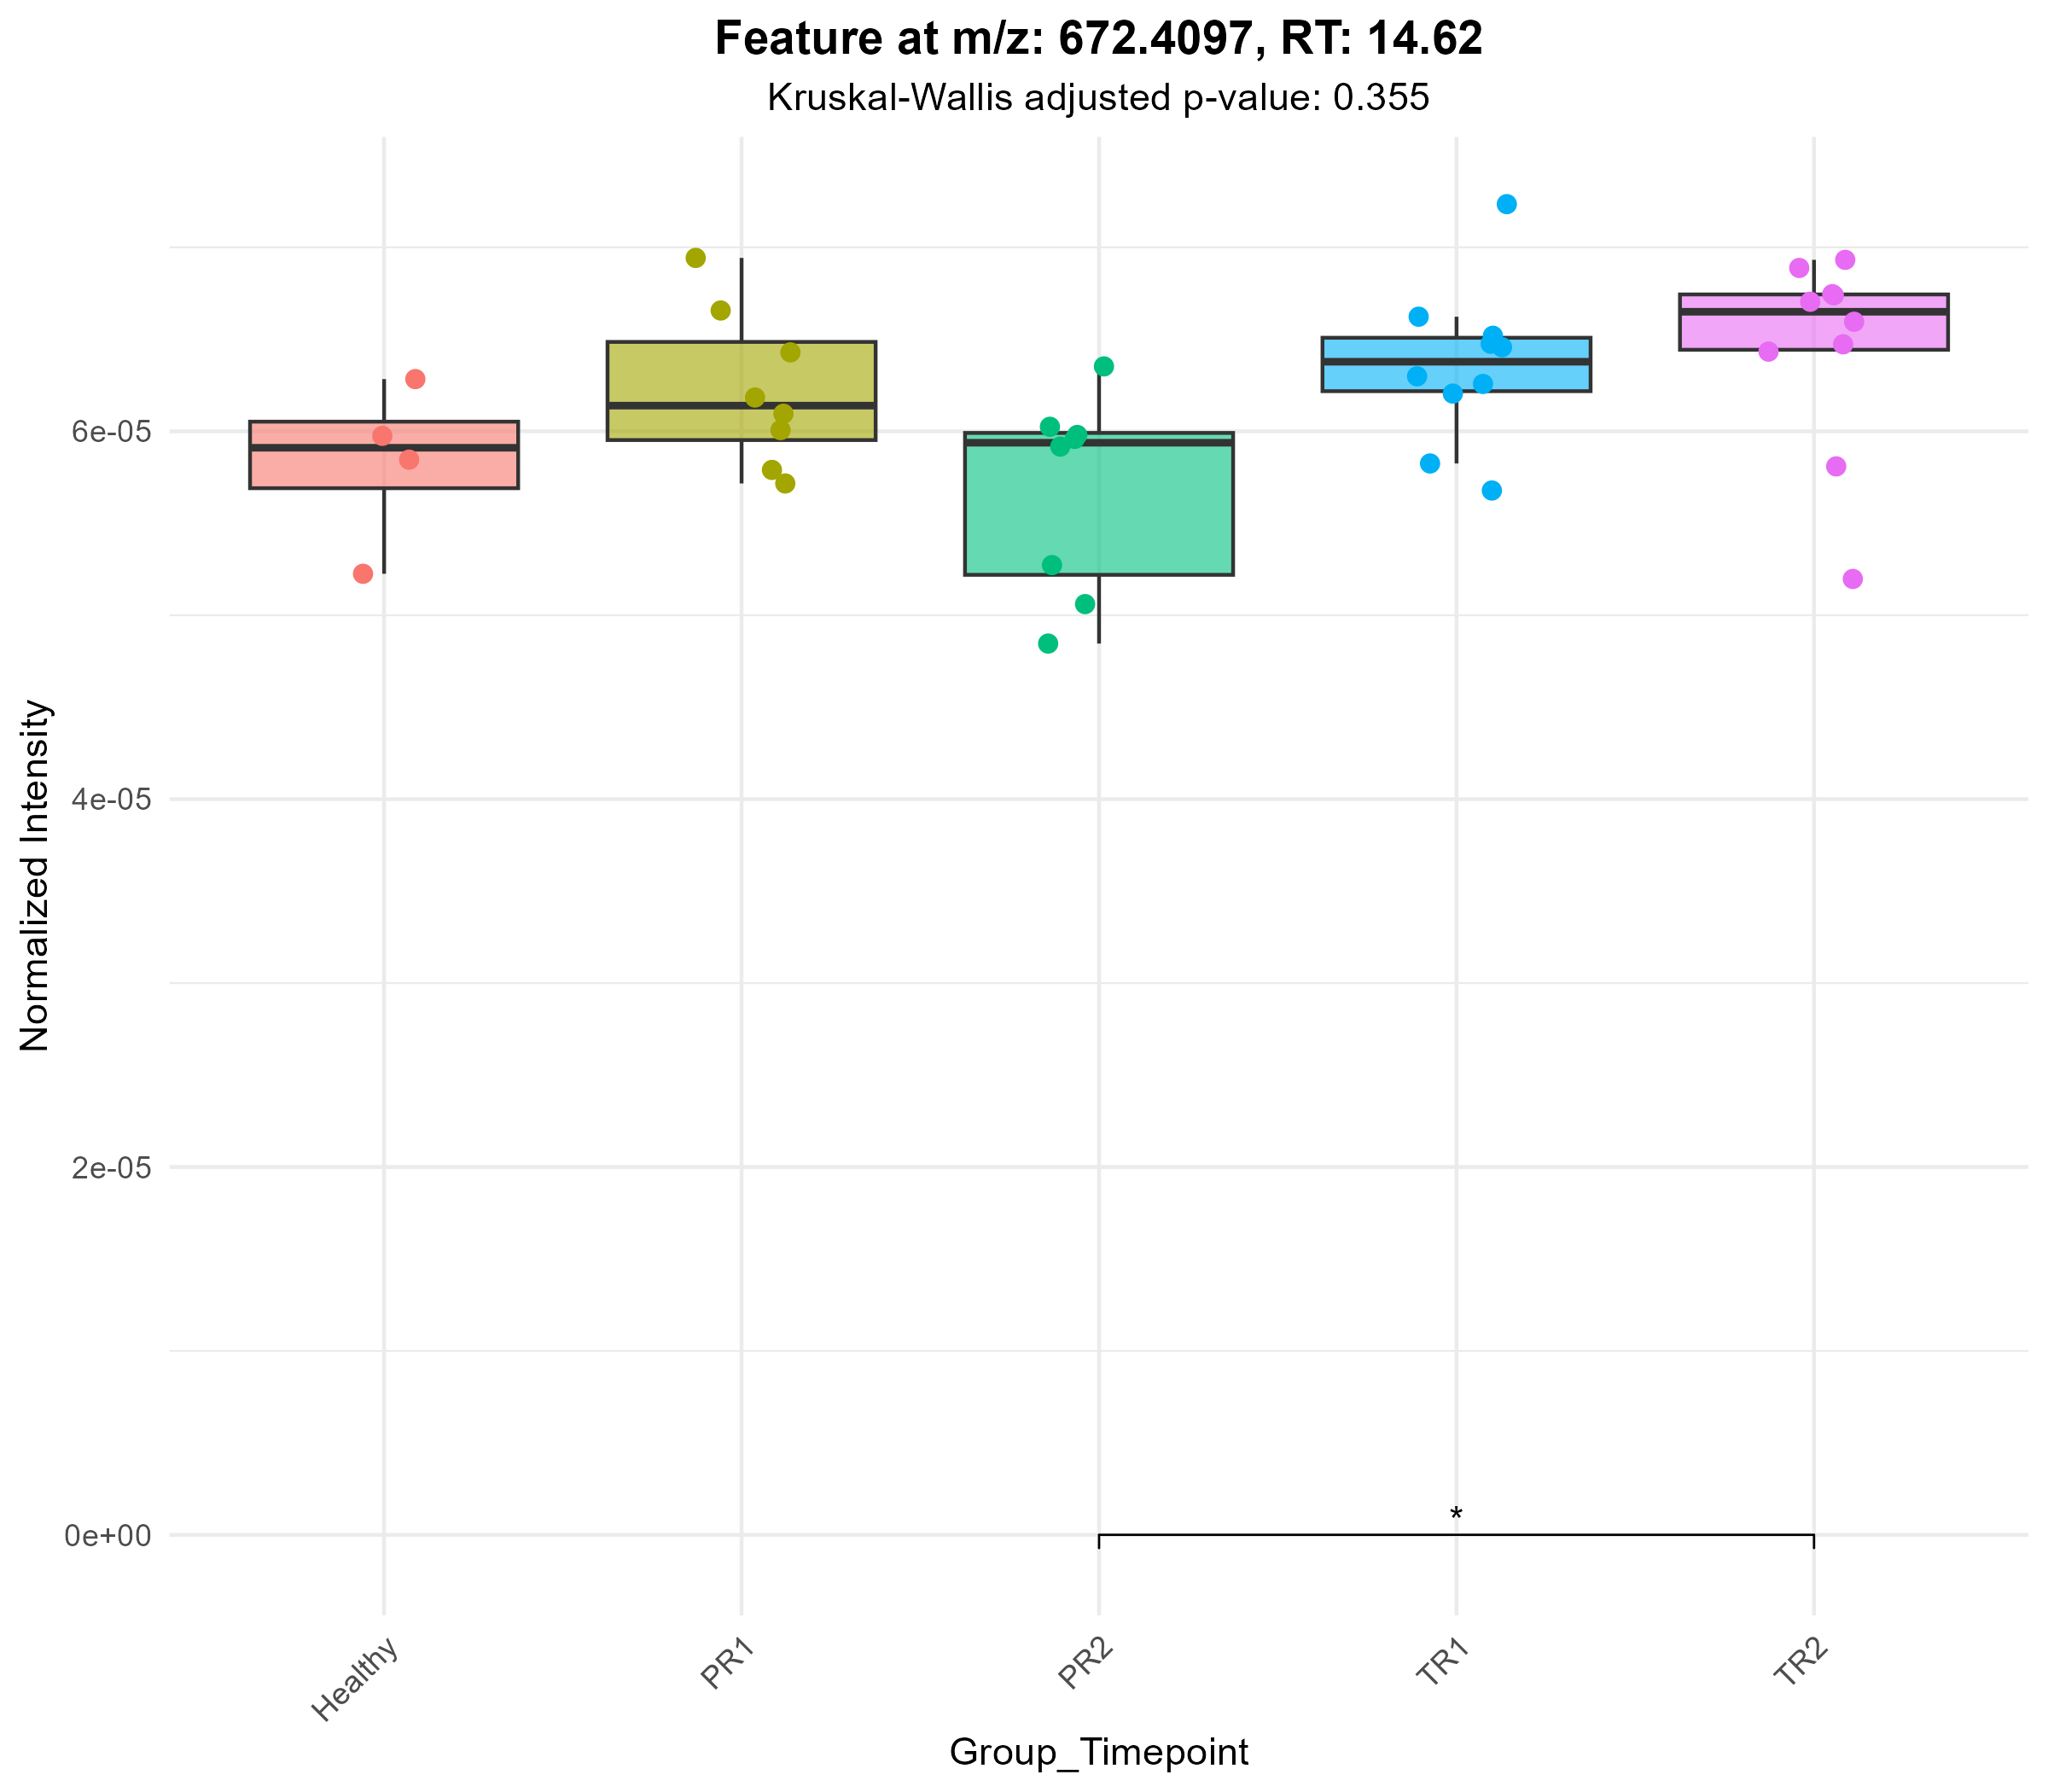 Feature at m/z: 672.4097, RT: 14.62
Kruskal-Wallis adjusted p-value: 0.355
Normalized Intensity
6e-05
4e-05
2e-05
0e+00
*
Healthy
PR1
PR2
TR1
TR2
Group_Timepoint